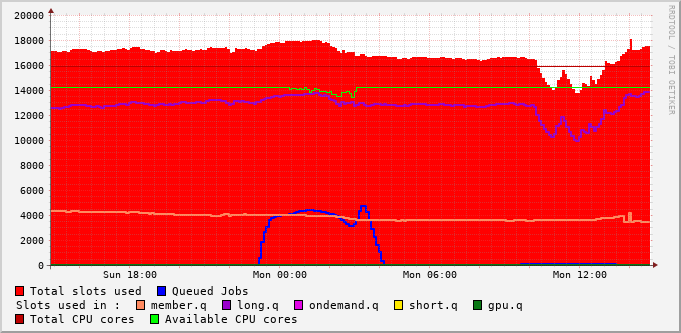 RRDTOOL / TOBI OETIKER
20000
18000
16000
14000
12000
10000
8000
6000
4000
2000
0
Sun 18:00 Mon 00:00 Mon 06:00 Mon 12:00
Total slots used Queued Jobs
Slots used in : member.q long.q ondemand.q short.q gpu.q
Total CPU cores Available CPU cores